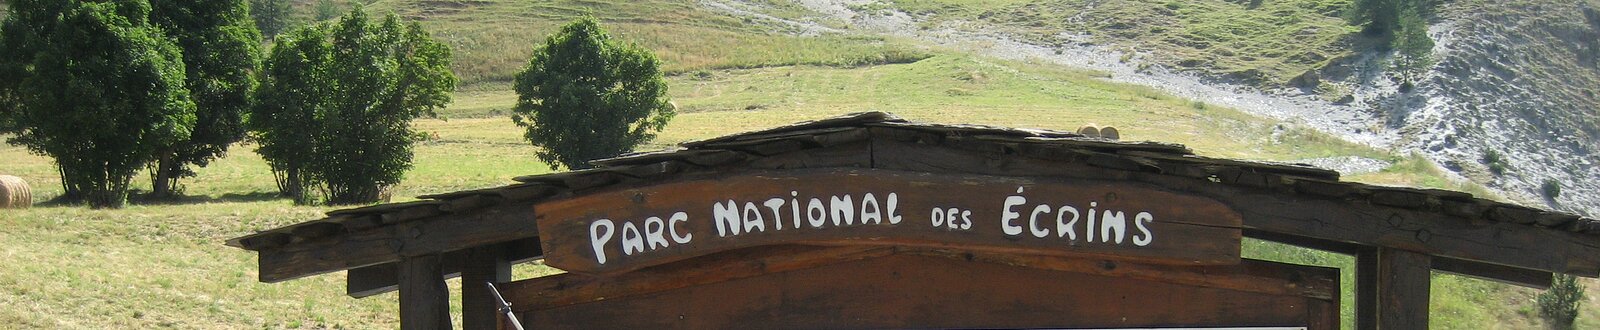 PARC NATIONAL DES ÉCRINS